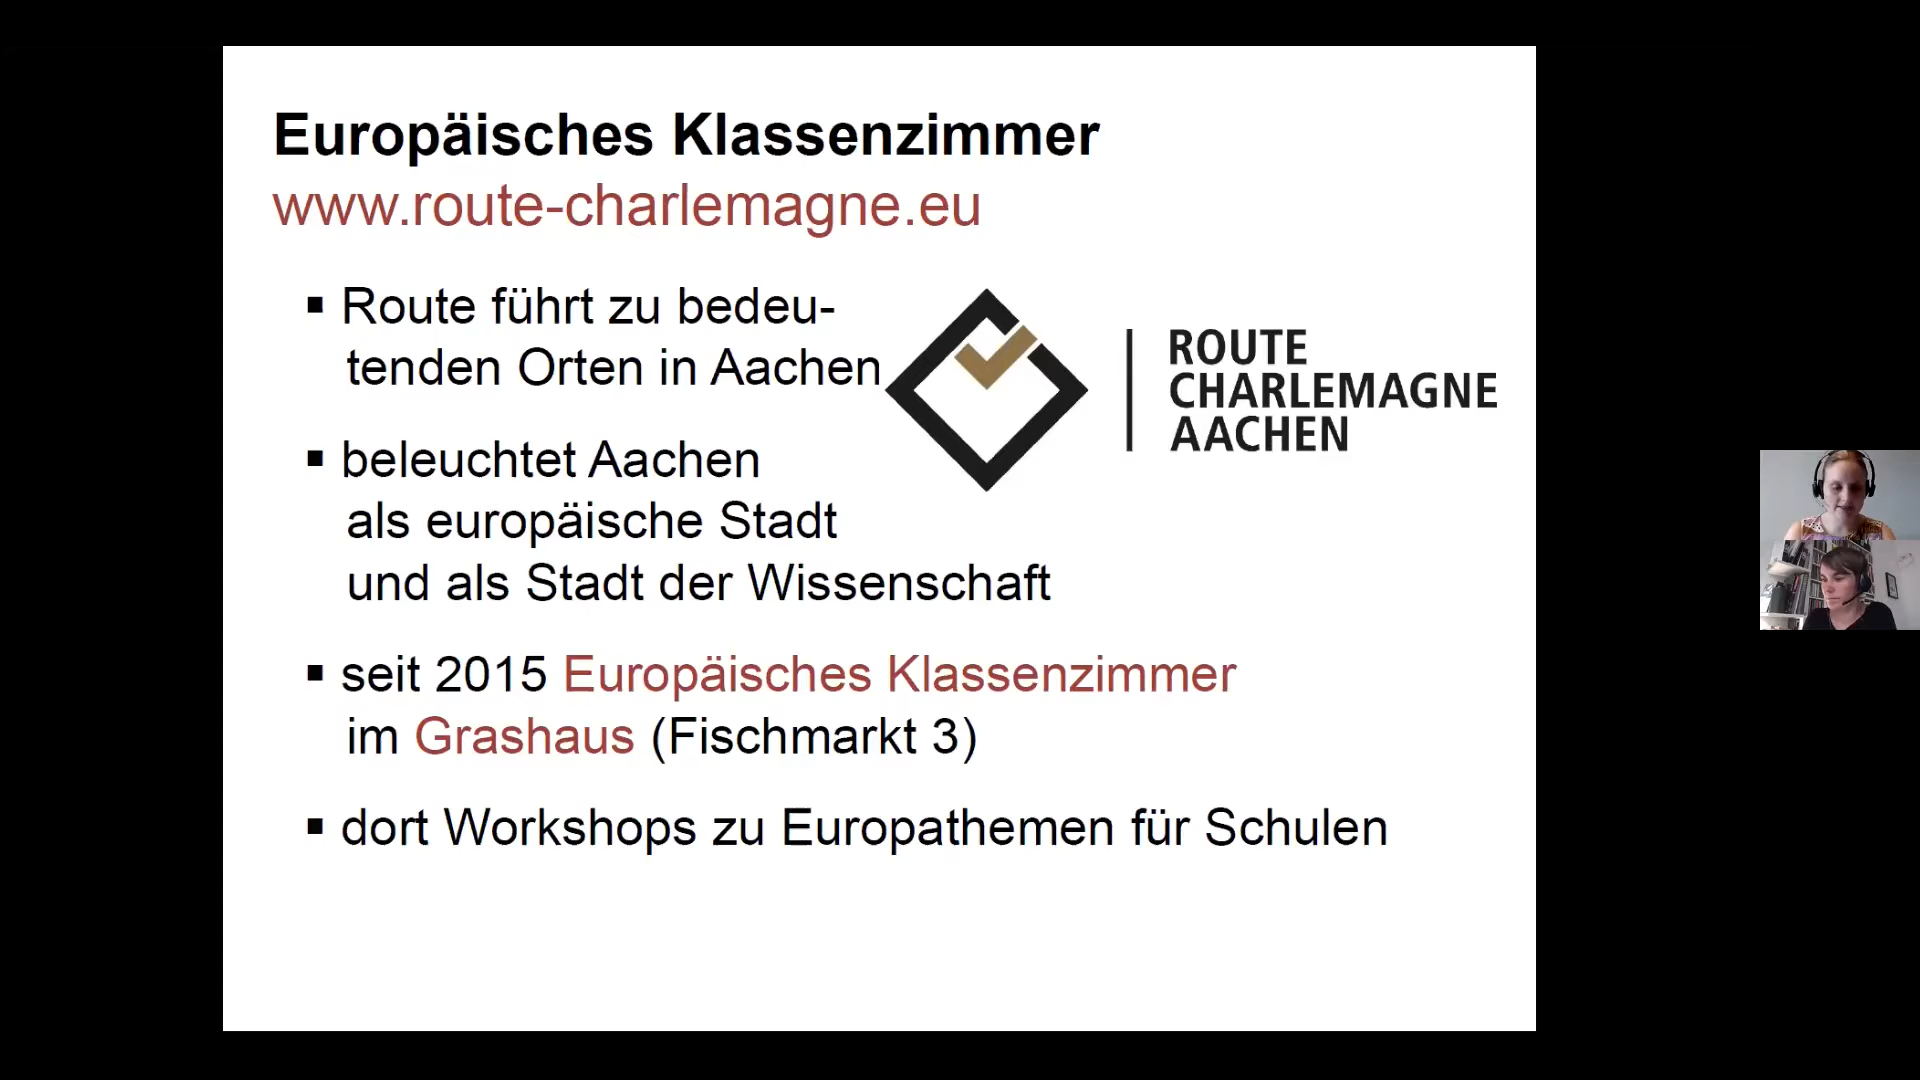 Europäisches Klassenzimmer
www.route-charlemagne.eu
▪ Route führt zu bedeu-
tenden Orten in Aachen
ROUTE
CHARLEMAGNE
AACHEN
▪ beleuchtet Aachen
als europäische Stadt
und als Stadt der Wissenschaft
▪ seit 2015 Europäisches Klassenzimmer
im Grashaus (Fischmarkt 3)
▪ dort Workshops zu Europathemen für Schulen